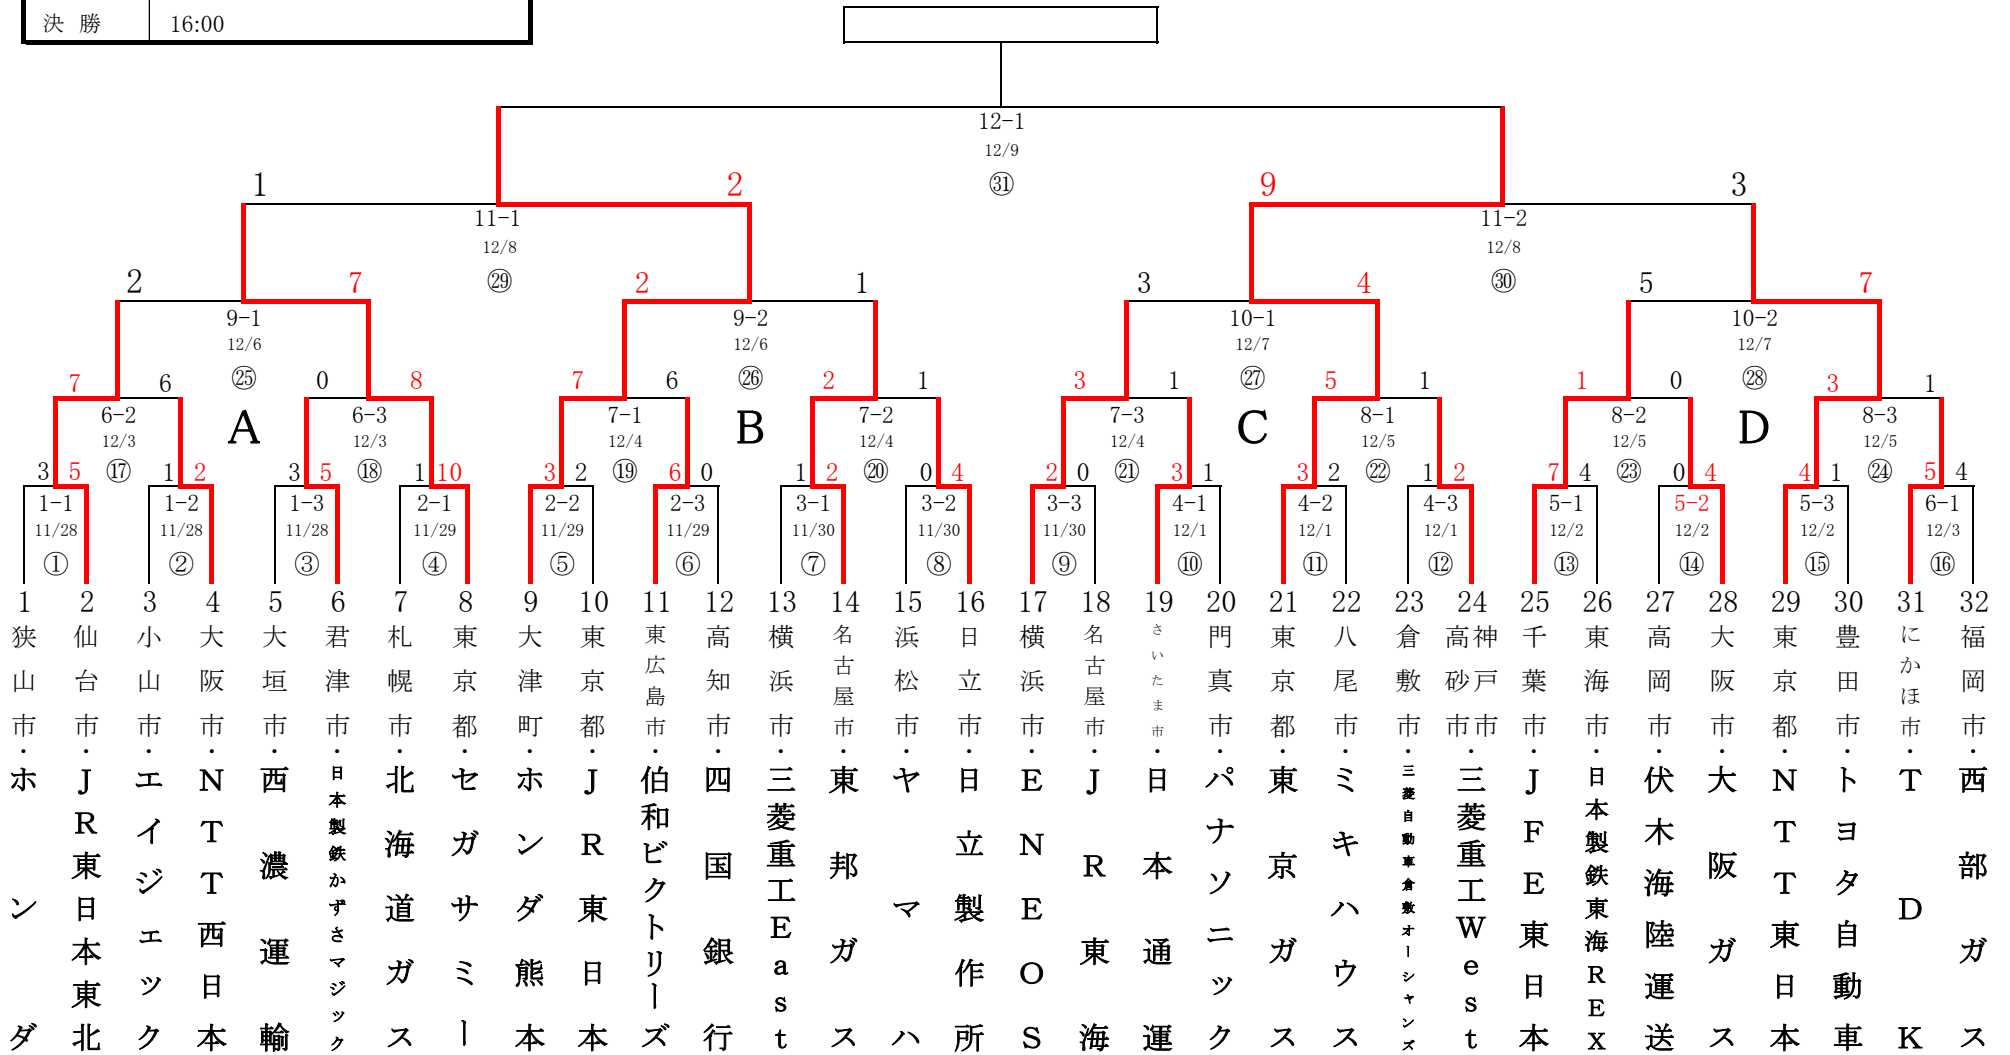 決 勝 16:00
12-1
12/9
㉛
1 2 9 3
11-1 11-2
12/8 12/8
㉙ ㉚
2 7 2 1 3 4 5 7
9-1 9-2 10-1 10-2
12/6 12/6 12/7 12/7
㉕ ㉖ ㉗ ㉘
7 6 0 8 7 6 2 1 3 1 5 1 1 0 3 1
A B C D
6-2 6-3 7-1 7-2 7-3 8-1 8-2 8-3
12/3 12/3 12/4 12/4 12/4 12/5 12/5 12/5
⑰ ⑱ ⑲ ⑳ ㉑ ㉒ ㉓ ㉔
3 5 1 2 3 5 1 10 3 2 6 0 1 2 0 4 2 0 3 1 3 2 1 2 7 4 0 4 4 1 5 4
1-1 1-2 1-3 2-1 2-2 2-3 3-1 3-2 3-3 4-1 4-2 4-3 5-1 5-2 5-3 6-1
11/28 11/28 11/28 11/29 11/29 11/29 11/30 11/30 11/30 12/1 12/1 12/1 12/2 12/2 12/2 12/3
① ② ③ ④ ⑤ ⑥ ⑦ ⑧ ⑨ ⑩ ⑪ ⑫ ⑬ ⑭ ⑮ ⑯
1 狭山市・ホンダ
2 仙台市・JR東日本東北
3 小山市・エイジェック
4 大阪市・NTT西日本
5 大垣市・西濃運輸
6 君津市・日本製鉄かずさマジック
7 札幌市・北海道ガス
8 東京都・セガサミー
9 大津町・ホンダ熊本
10 東京都・JR東日本
11 東広島市・伯和ビクトリーズ
12 高知市・四国銀行
13 横浜市・三菱重工East
14 名古屋市・東邦ガス
15 浜松市・ヤマハ
16 日立市・日立製作所
17 横浜市・ENEOS
18 名古屋市・JR東海
19 さいたま市・日本通運
20 門真市・パナソニック
21 東京都・東京ガス
22 八尾市・ミキハウス
23 倉敷市・三菱自動車倉敷オーシャンズ
24 神戸市高砂市・三菱重工West
25 千葉市・JFE東日本
26 東海市・日本製鉄東海REX
27 高岡市・伏木海陸運送
28 大阪市・大阪ガス
29 東京都・NTT東日本
30 豊田市・トヨタ自動車
31 にかほ市・TDK
32 福岡市・西部ガス